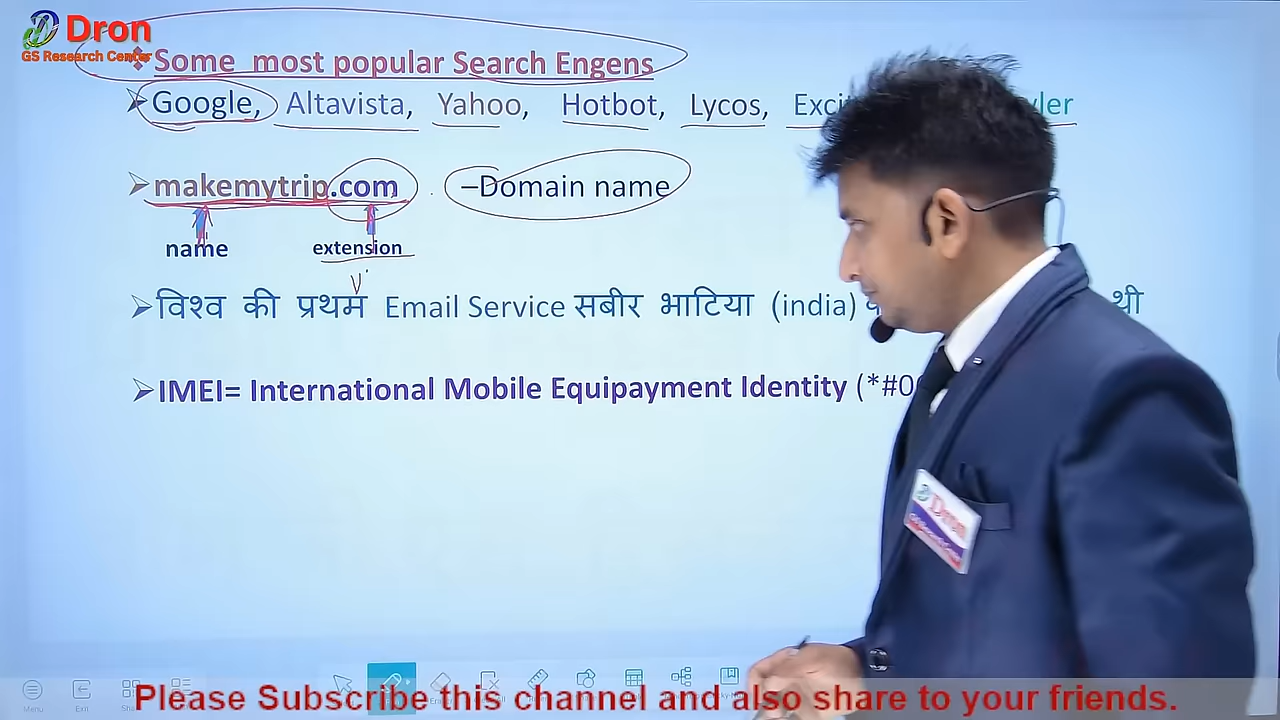 Dron
GS Research Center
Some most popular Search Engens
Google, Altavista, Yahoo, Hotbot, Lycos,
makemytrip.com –Domain name
name extension
विश्व की प्रथम Email Service सबीर भाटिया (india) थी
IMEI= International Mobile Equipayment Identity (*#0
Dron
Please Subscribe this channel and also share to your friends.